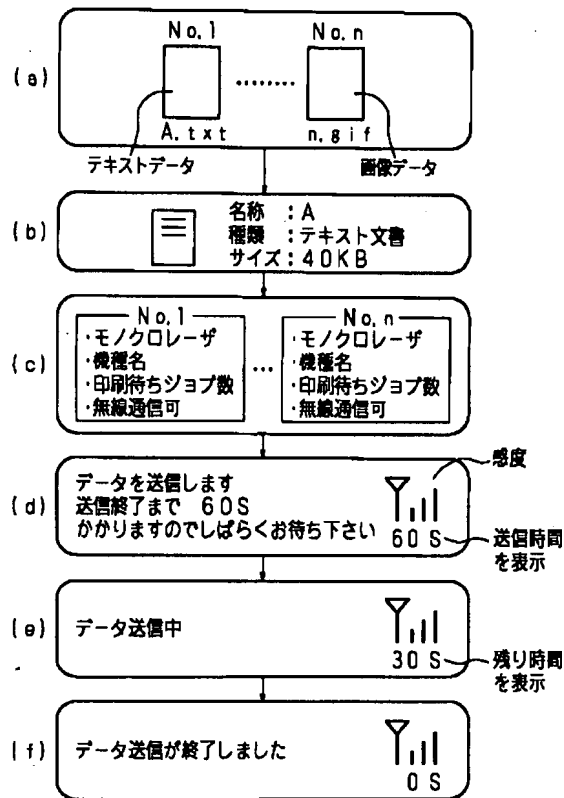 No.1 ........ No.n
(a)
A.txt n.gif
テキストデータ 画像データ
(b)
名称 :A
種類 :テキスト文書
サイズ:40KB
(c)
No.1 ... No.n
・モノクロレーザ ・モノクロレーザ
・機種名 ・機種名
・印刷待ちジョブ数 ・印刷待ちジョブ数
・無線通信可 ・無線通信可
(d)
データを送信します
送信終了まで 60S
かかりますのでしばらくお待ち下さい
感度
60 S
送信時間
を表示
(e)
データ送信中
30 S
残り時間
を表示
(f)
データ送信が終了しました
0 S